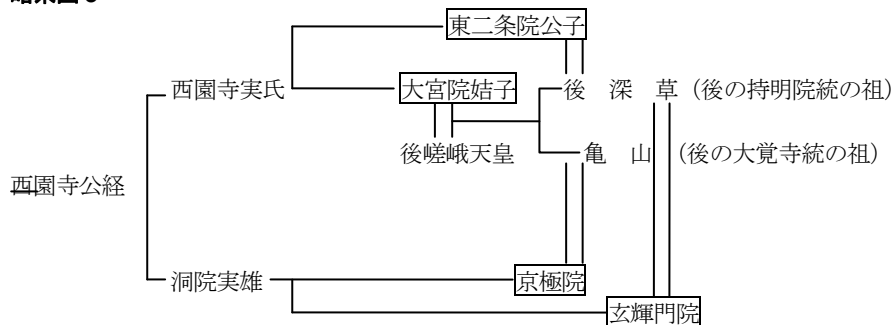 東二条院公子
西園寺実氏
大宮院姞子
後 深 草（後の持明院統の祖）
後嵯峨天皇
亀 山 （後の大覚寺統の祖）
西園寺公経
洞院実雄
京極院
玄輝門院